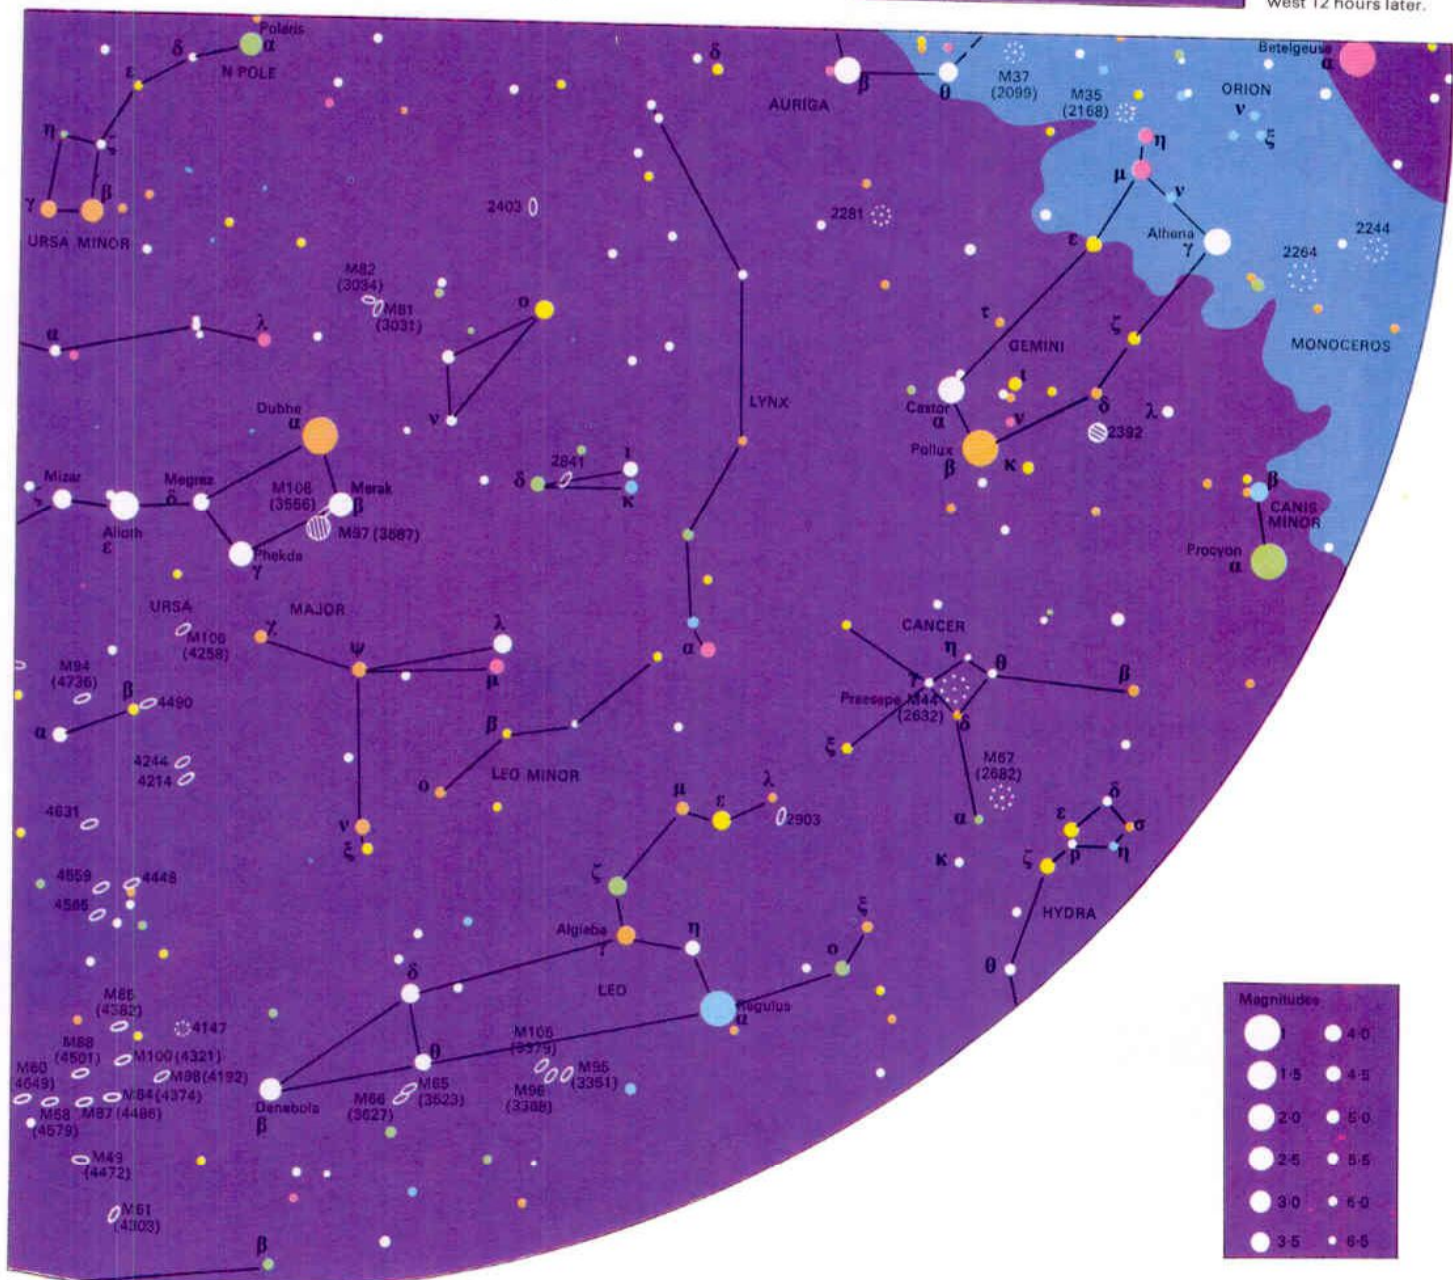 west 12 hours later.
Polaris
δ
α
ε
N POLE
η
ζ
γ
β
URSA MINOR
δ
AURIGA
β
θ
M37
(2099)
M35
(2168)
Betelgeuse
α
ORION
ν
ξ
η
μ
ν
2403
2281
ε
Alhena
γ
2264
2244
M82
(3034)
M81
(3031)
ο
τ
GEMINI
ζ
MONOCEROS
α
λ
ν
LYNX
Castor
α
ι
υ
δ
λ
2392
Pollux
β
κ
Dubhe
α
Mizar
ζ
Megrez
δ
M108
(3556)
Merak
β
Alioth
ε
M97 (3587)
Phekda
γ
2841
δ
ι
κ
β
CANIS
MINOR
Procyon
α
URSA
MAJOR
M106
(4258)
χ
ψ
λ
μ
α
CANCER
η
γ
θ
β
Praesepe M44
(2632)
δ
ξ
M67
(2682)
α
κ
M94
(4736)
β
4490
α
4244
4214
4631
β
ο
LEO MINOR
ν
ξ
μ
ε
λ
2903
δ
ε
σ
ρ
η
ζ
HYDRA
θ
4559
4448
4565
ζ
Algieba
γ
η
ξ
ο
δ
LEO
Regulus
α
M85
(4382)
4147
M88
(4501)
M100 (4321)
M98 (4192)
M60
(4649)
M84 (4374)
M58
(4579)
M87 (4486)
M49
(4472)
M61
(4303)
θ
Denebola
β
M65
(3623)
M66
(3627)
M105
(3379)
M95
(3351)
M96
(3368)
β
Magnitudes
1 4·0
1·5 4·5
2·0 5·0
2·5 5·5
3·0 6·0
3·5 6·5